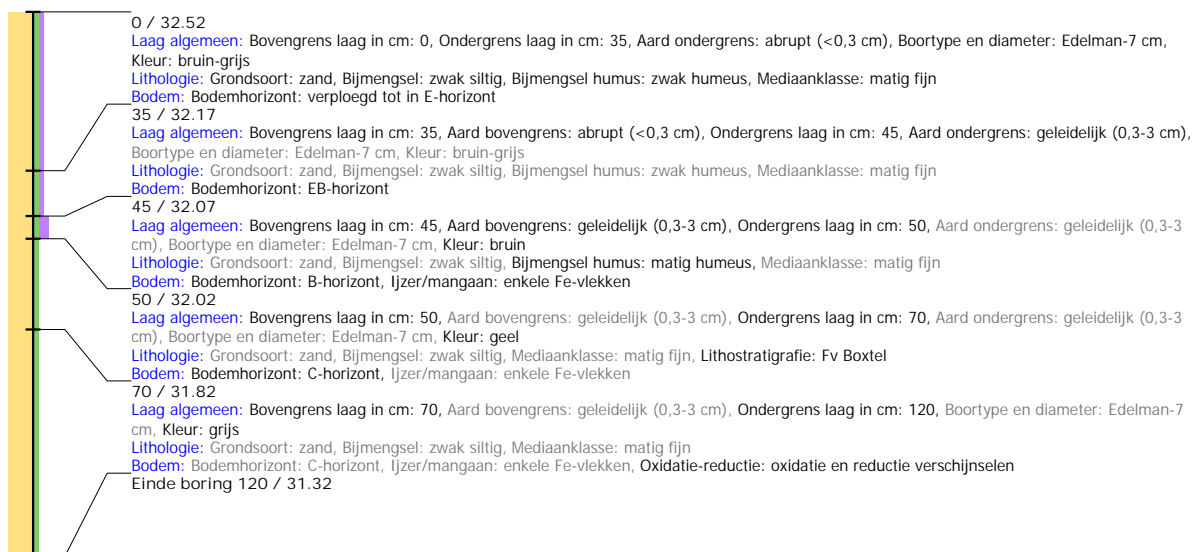 0 / 32.52
Laag algemeen: Bovengrens laag in cm: 0, Ondergrens laag in cm: 35, Aard ondergrens: abrupt (<0,3 cm), Boortype en diameter: Edelman-7 cm,
Kleur: bruin-grijs
Lithologie: Grondsoort: zand, Bijmengsel: zwak siltig, Bijmengsel humus: zwak humeus, Mediaanklasse: matig fijn
Bodem: Bodemhorizont: verploegd tot in E-horizont
35 / 32.17
Laag algemeen: Bovengrens laag in cm: 35, Aard bovengrens: abrupt (<0,3 cm), Ondergrens laag in cm: 45, Aard ondergrens: geleidelijk (0,3-3 cm),
Boortype en diameter: Edelman-7 cm, Kleur: bruin-grijs
Lithologie: Grondsoort: zand, Bijmengsel: zwak siltig, Bijmengsel humus: zwak humeus, Mediaanklasse: matig fijn
Bodem: Bodemhorizont: EB-horizont
45 / 32.07
Laag algemeen: Bovengrens laag in cm: 45, Aard bovengrens: geleidelijk (0,3-3 cm), Ondergrens laag in cm: 50, Aard ondergrens: geleidelijk (0,3-3
cm), Boortype en diameter: Edelman-7 cm, Kleur: bruin
Lithologie: Grondsoort: zand, Bijmengsel: zwak siltig, Bijmengsel humus: matig humeus, Mediaanklasse: matig fijn
Bodem: Bodemhorizont: B-horizont, Ijzer/mangaan: enkele Fe-vlekken
50 / 32.02
Laag algemeen: Bovengrens laag in cm: 50, Aard bovengrens: geleidelijk (0,3-3 cm), Ondergrens laag in cm: 70, Aard ondergrens: geleidelijk (0,3-3
cm), Boortype en diameter: Edelman-7 cm, Kleur: geel
Lithologie: Grondsoort: zand, Bijmengsel: zwak siltig, Mediaanklasse: matig fijn, Lithostratigrafie: Fv Boxtel
Bodem: Bodemhorizont: C-horizont, Ijzer/mangaan: enkele Fe-vlekken
70 / 31.82
Laag algemeen: Bovengrens laag in cm: 70, Aard bovengrens: geleidelijk (0,3-3 cm), Ondergrens laag in cm: 120, Boortype en diameter: Edelman-7
cm, Kleur: grijs
Lithologie: Grondsoort: zand, Bijmengsel: zwak siltig, Mediaanklasse: matig fijn
Bodem: Bodemhorizont: C-horizont, Ijzer/mangaan: enkele Fe-vlekken, Oxidatie-reductie: oxidatie en reductie verschijnselen
Einde boring 120 / 31.32